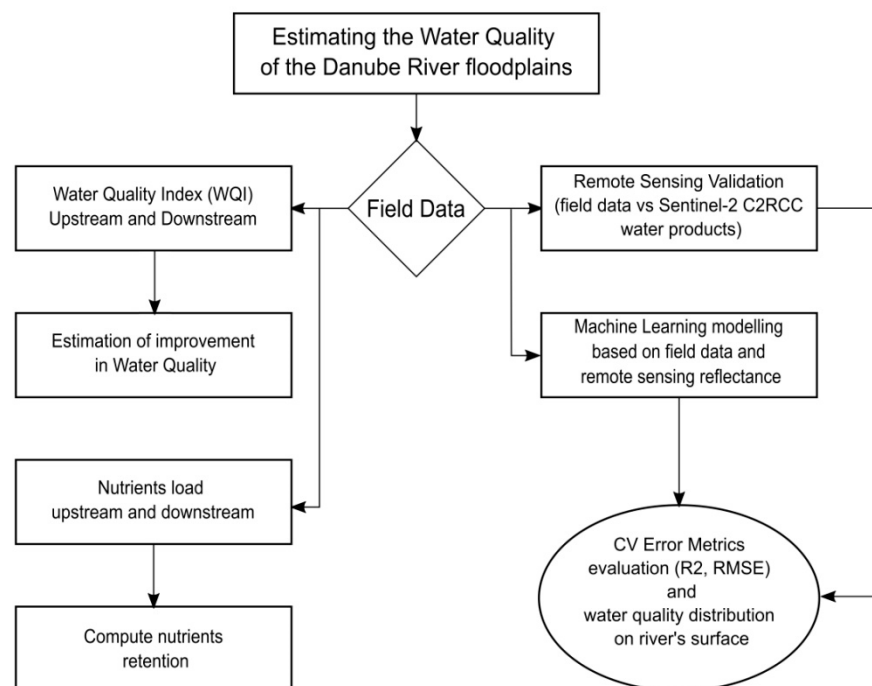 Estimating the Water Quality
of the Danube River floodplains
Field Data
Water Quality Index (WQI)
Upstream and Downstream
Estimation of improvement
in Water Quality
Nutrients load
upstream and downstream
Compute nutrients
retention
Remote Sensing Validation
(field data vs Sentinel-2 C2RCC
water products)
Machine Learning modelling
based on field data and
remote sensing reflectance
CV Error Metrics
evaluation (R2, RMSE)
and
water quality distribution
on river's surface